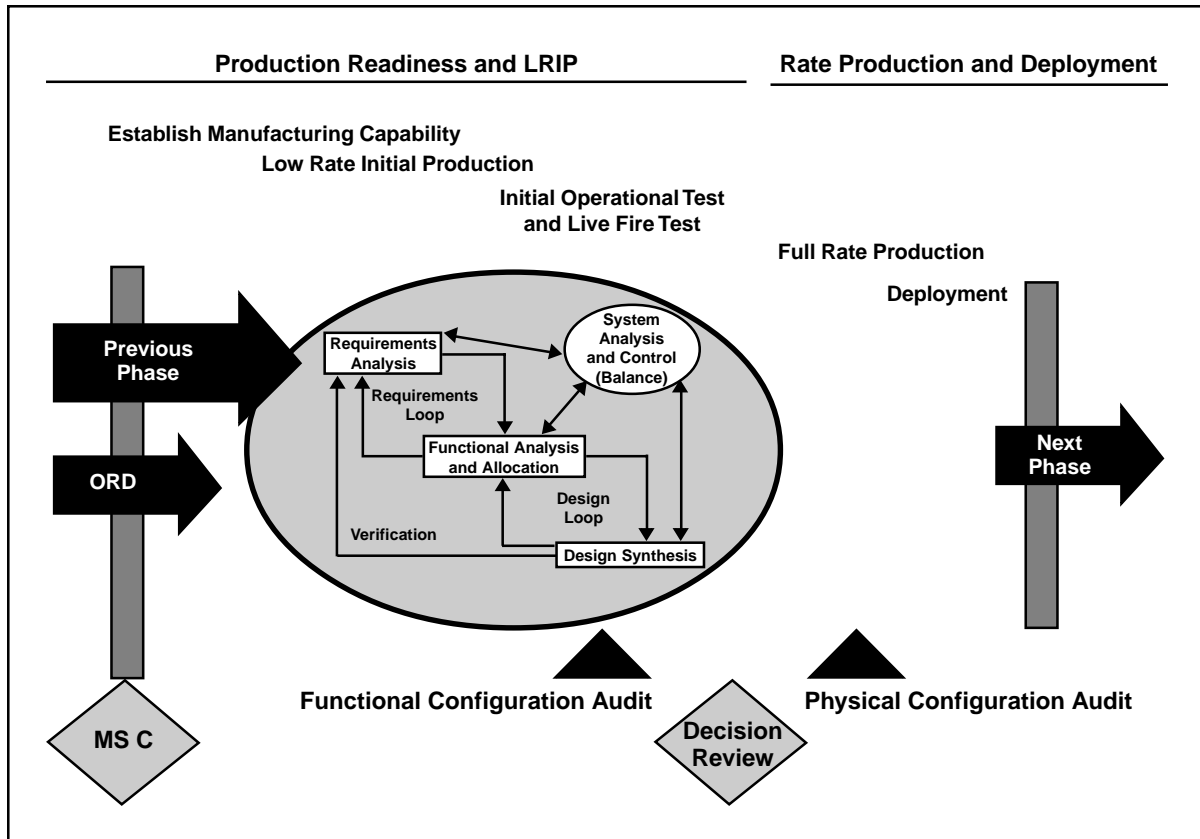 Production Readiness and LRIP
Rate Production and Deployment
Establish Manufacturing Capability
Low Rate Initial Production
Initial Operational Test
and Live Fire Test
Full Rate Production
Deployment
Previous
Phase
ORD
Requirements
Analysis
System
Analysis
and Control
(Balance)
Requirements
Loop
Functional Analysis
and Allocation
Design
Loop
Verification
Design Synthesis
Next
Phase
Functional Configuration Audit
Physical Configuration Audit
MS C
Decision
Review